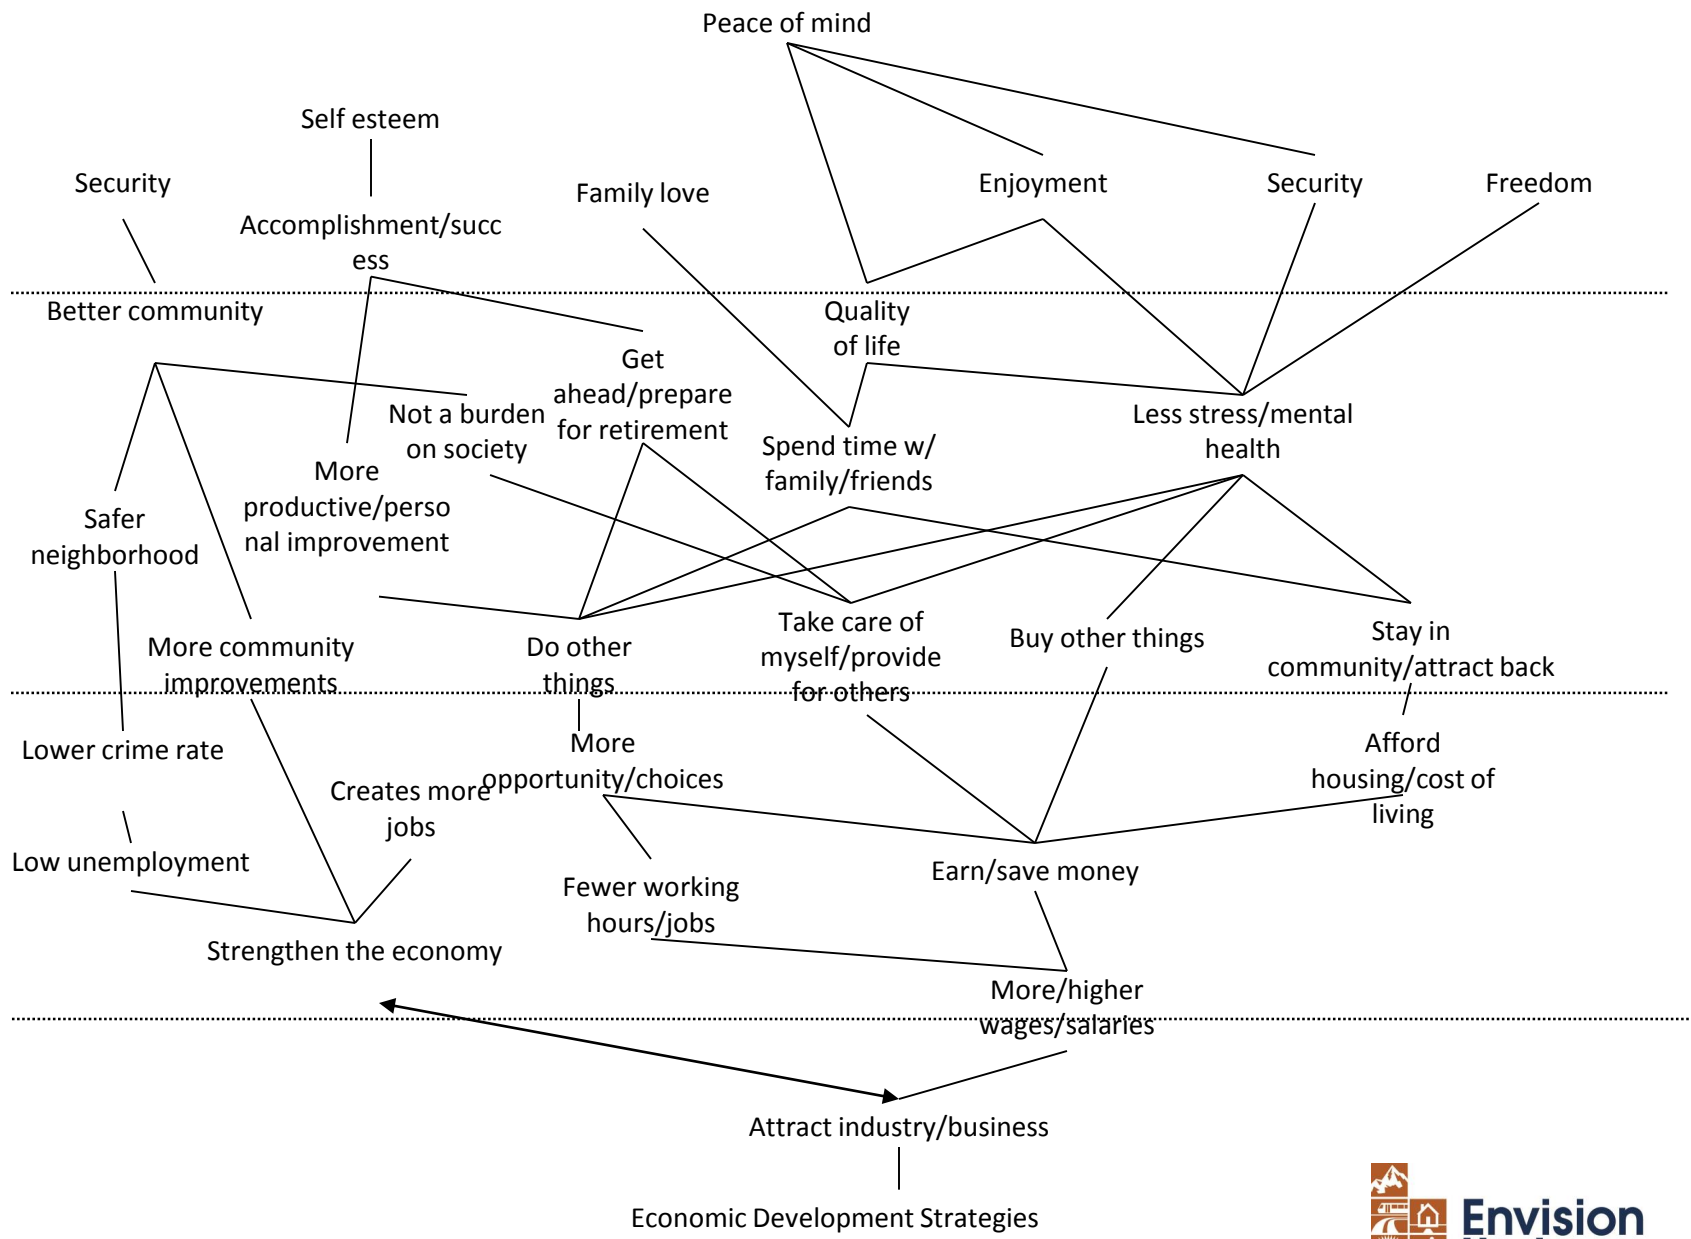 Peace of mind
Self esteem
Security
Family love
Enjoyment
Security
Freedom
Accomplishment/succ
ess
Better community
Quality
of life
Get
ahead/prepare
for retirement
Not a burden
on society
Less stress/mental
health
Spend time w/
family/friends
More
productive/perso
nal improvement
Safer
neighborhood
More community
improvements
Do other
things
Take care of
myself/provide
for others
Buy other things
Stay in
community/attract back
Lower crime rate
More
opportunity/choices
Afford
housing/cost of
living
Creates more
jobs
Low unemployment
Earn/save money
Fewer working
hours/jobs
Strengthen the economy
More/higher
wages/salaries
Attract industry/business
Economic Development Strategies
Envision